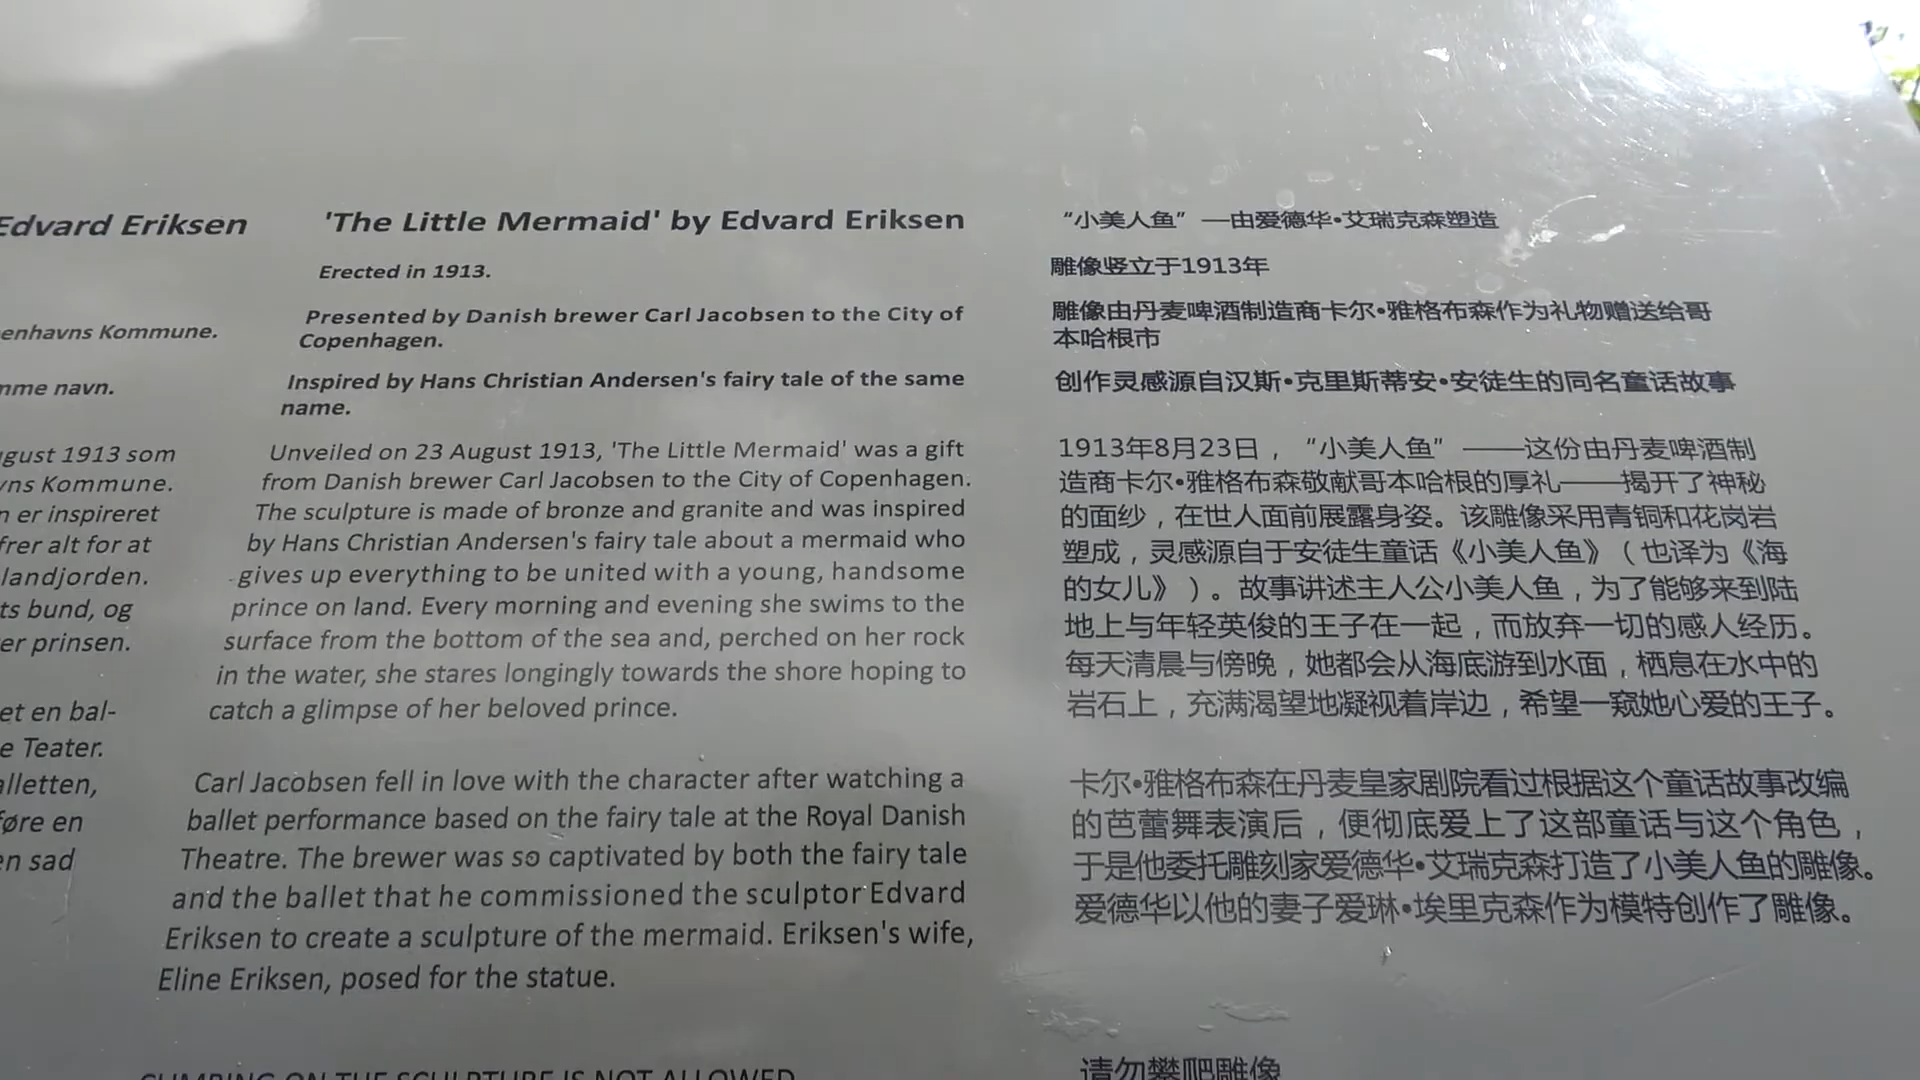 Edvard Eriksen
Kommune.
navn.
august 1913 som
Kommune.
er inspireret
alt for at
landjorden.
bund, og
prinsen.
et en bal-
Teater.
en
sad
'The Little Mermaid' by Edvard Eriksen
Erected in 1913.
Presented by Danish brewer Carl Jacobsen to the City of
Copenhagen.
Inspired by Hans Christian Andersen's fairy tale of the same
name.
Unveiled on 23 August 1913, 'The Little Mermaid' was a gift
from Danish brewer Carl Jacobsen to the City of Copenhagen.
The sculpture is made of bronze and granite and was inspired
by Hans Christian Andersen's fairy tale about a mermaid who
gives up everything to be united with a young, handsome
prince on land. Every morning and evening she swims to the
surface from the bottom of the sea and, perched on her rock
in the water, she stares longingly towards the shore hoping to
catch a glimpse of her beloved prince.
Carl Jacobsen fell in love with the character after watching a
ballet performance based on the fairy tale at the Royal Danish
Theatre. The brewer was so captivated by both the fairy tale
and the ballet that he commissioned the sculptor Edvard
Eriksen to create a sculpture of the mermaid. Eriksen's wife,
Eline Eriksen, posed for the statue.
CLIMBING ON THE SCULPTURE IS NOT ALLOWED
“小美人鱼”—由爱德华•艾瑞克森塑造
雕像竖立于1913年
雕像由丹麦啤酒制造商卡尔•雅格布森作为礼物赠送给哥
本哈根市
创作灵感源自汉斯•克里斯蒂安•安徒生的同名童话故事
1913年8月23日，“小美人鱼”——这份由丹麦啤酒制
造商卡尔•雅格布森敬献哥本哈根的厚礼——揭开了神秘
的面纱，在世人面前展露身姿。该雕像采用青铜和花岗岩
塑成，灵感源自于安徒生童话《小美人鱼》（也译为《海
的女儿》）。故事讲述主人公小美人鱼，为了能够来到陆
地上与年轻英俊的王子在一起，而放弃一切的感人经历。
每天清晨与傍晚，她都会从海底游到水面，栖息在水中的
岩石上，充满渴望地凝视着岸边，希望一窥她心爱的王子。
卡尔•雅格布森在丹麦皇家剧院看过根据这个童话故事改编
的芭蕾舞表演后，便彻底爱上了这部童话与这个角色，
于是他委托雕刻家爱德华•艾瑞克森打造了小美人鱼的雕像。
爱德华以他的妻子爱琳•埃里克森作为模特创作了雕像。
请勿攀爬雕像